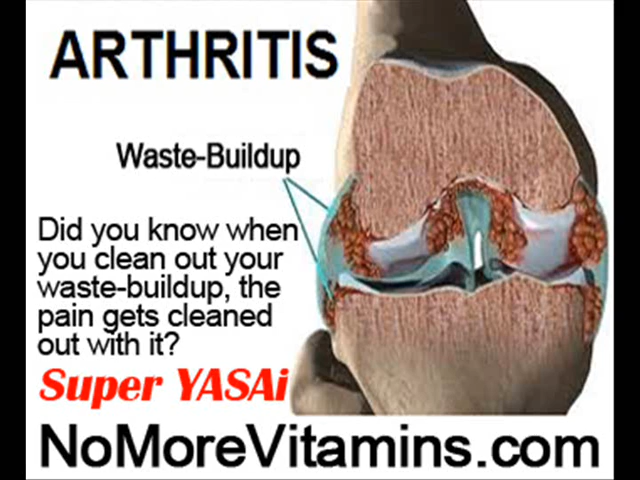 ARTHRITIS
Waste-Buildup
Did you know when
you clean out your
waste-buildup, the
pain gets cleaned
out with it?
Super YASAi
NoMoreVitamins.com